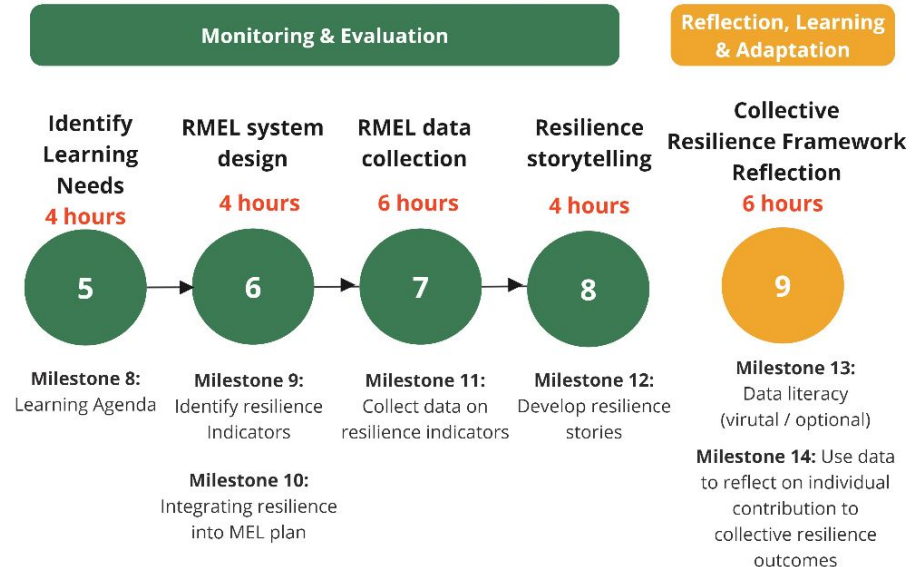 Monitoring & Evaluation
Reflection, Learning
& Adaptation
Identify
Learning
Needs
4 hours
5
Milestone 8:
Learning Agenda
RMEL system
design
4 hours
6
Milestone 9:
Identify resilience
Indicators
Milestone 10:
Integrating resilience
into MEL plan
RMEL data
collection
6 hours
7
Milestone 11:
Collect data on
resilience indicators
Resilience
storytelling
4 hours
8
Milestone 12:
Develop resilience
stories
Collective
Resilience Framework
Reflection
6 hours
9
Milestone 13:
Data literacy
(virutal / optional)
Milestone 14: Use data
to reflect on individual
contribution to
collective resilience
outcomes